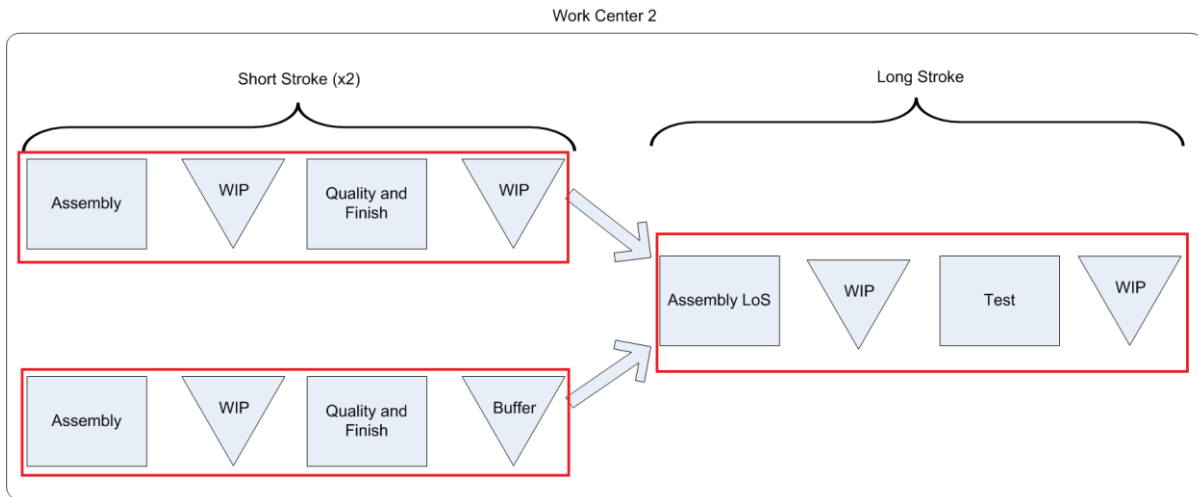 Work Center 2
Short Stroke (x2)
Long Stroke
Assembly
WIP
Quality and
Finish
WIP
Assembly LoS
WIP
Test
WIP
Assembly
WIP
Quality and
Finish
Buffer